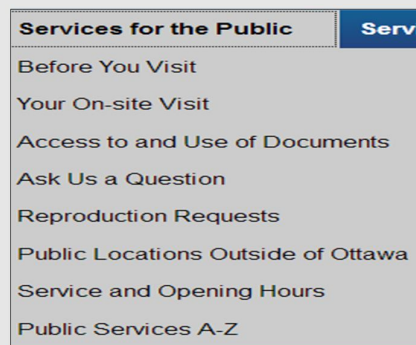 Services for the Public Serv
Before You Visit
Your On-site Visit
Access to and Use of Documents
Ask Us a Question
Reproduction Requests
Public Locations Outside of Ottawa
Service and Opening Hours
Public Services A-Z